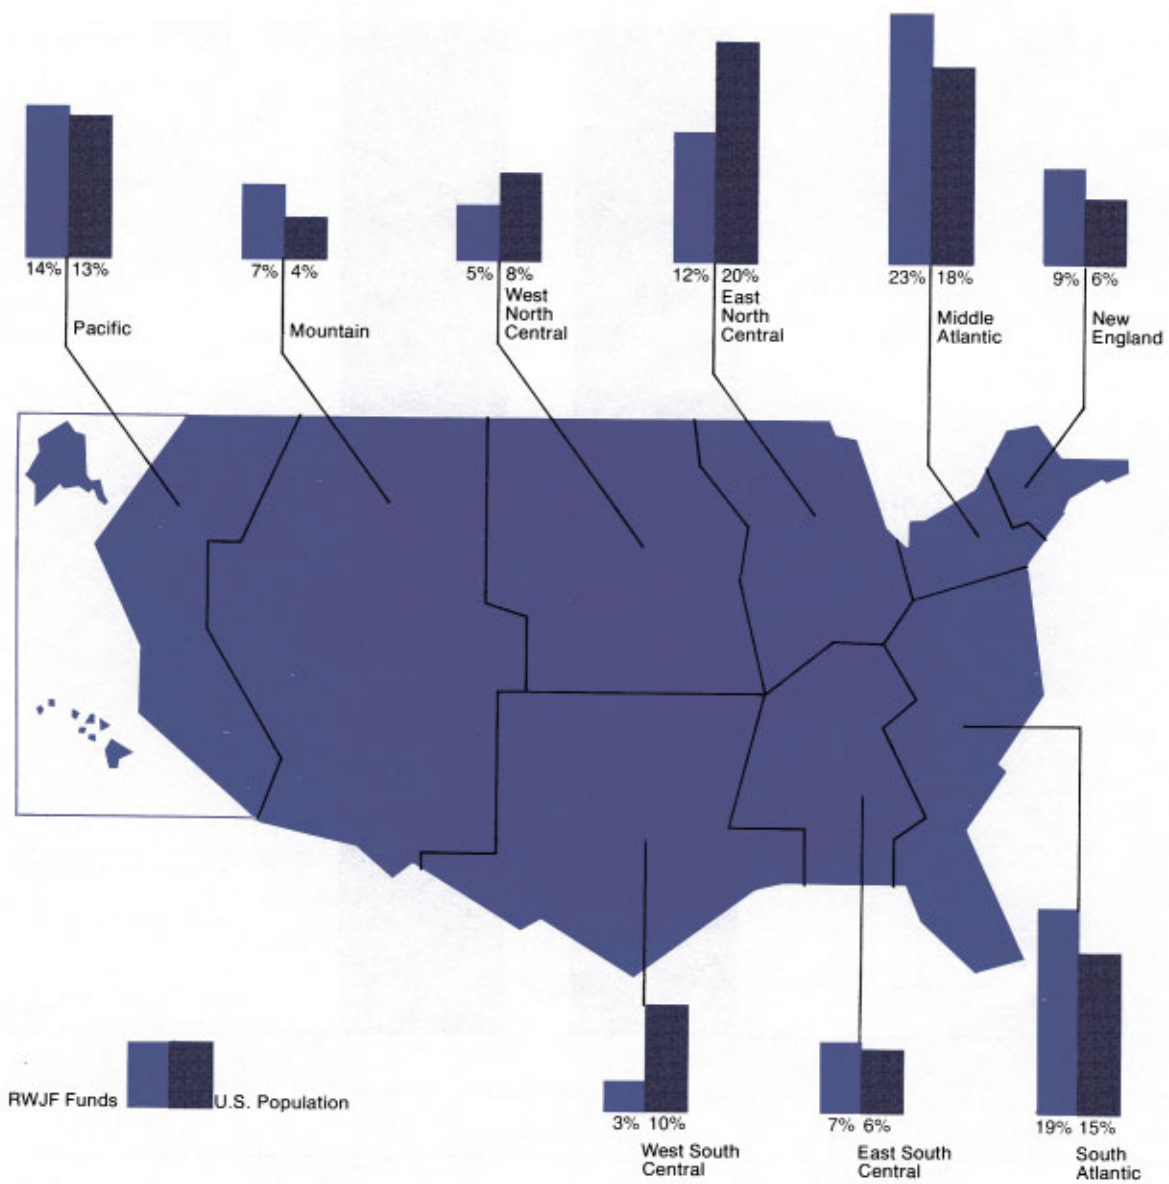 14% 13%
Pacific
7% 4%
Mountain
5% 8%
West
North
Central
12% 20%
East
North
Central
23% 18%
Middle
Atlantic
9% 6%
New
England
RWJF Funds
U.S. Population
3% 10%
West South
Central
7% 6%
East South
Central
19% 15%
South
Atlantic